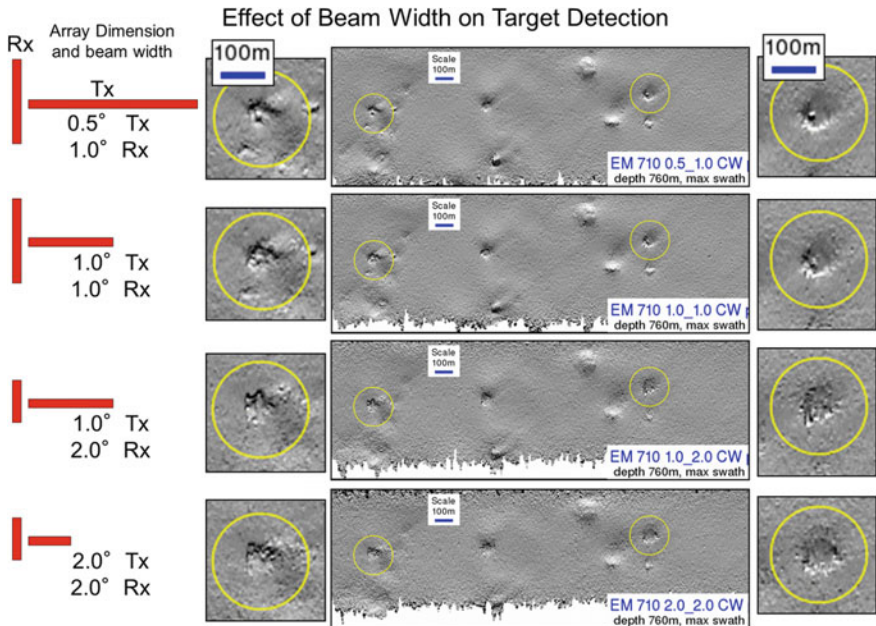 Effect of Beam Width on Target Detection
Rx
Array Dimension
and beam width
Tx
0.5° Tx
1.0° Rx
100m
Scale
100m
EM 710 0.5_1.0 CW
depth 760m, max swath
100m
1.0° Tx
1.0° Rx
Scale
100m
EM 710 1.0_1.0 CW
depth 760m, max swath
1.0° Tx
2.0° Rx
Scale
100m
EM 710 1.0_2.0 CW
depth 760m, max swath
2.0° Tx
2.0° Rx
Scale
100m
EM 710 2.0_2.0 CW
depth 760m, max swath